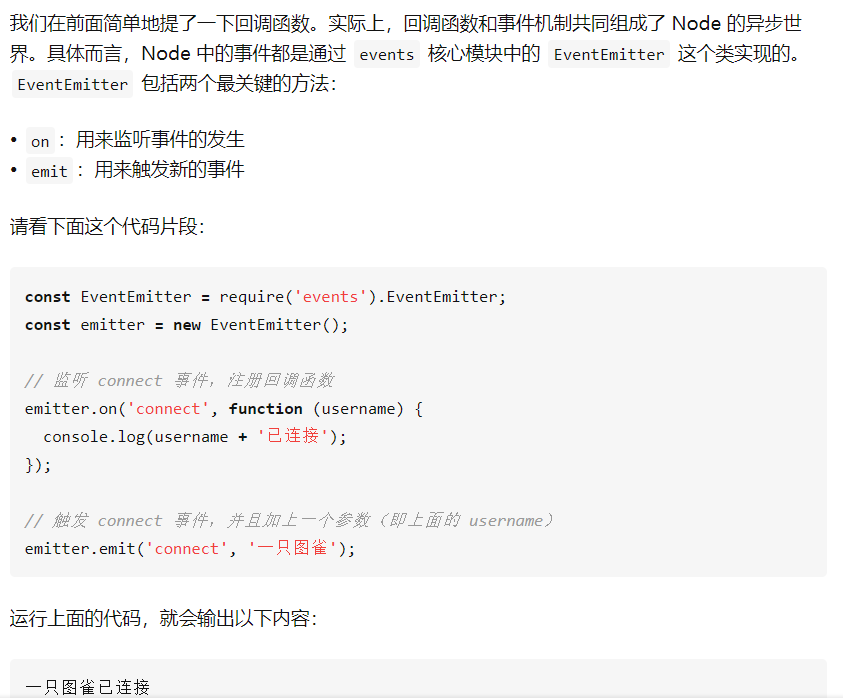 我们在前面简单地提了一下回调函数。实际上，回调函数和事件机制共同组成了 Node 的异步世
界。具体而言，Node 中的事件都是通过 events 核心模块中的 EventEmitter 这个类实现的。
EventEmitter 包括两个最关键的方法：
• on ：用来监听事件的发生
• emit ：用来触发新的事件
请看下面这个代码片段：
const EventEmitter = require('events').EventEmitter;
const emitter = new EventEmitter();
// 监听 connect 事件，注册回调函数
emitter.on('connect', function (username) {
  console.log(username + '已连接');
});
// 触发 connect 事件，并且加上一个参数（即上面的 username）
emitter.emit('connect', '一只图雀');
运行上面的代码，就会输出以下内容：
一只图雀已连接